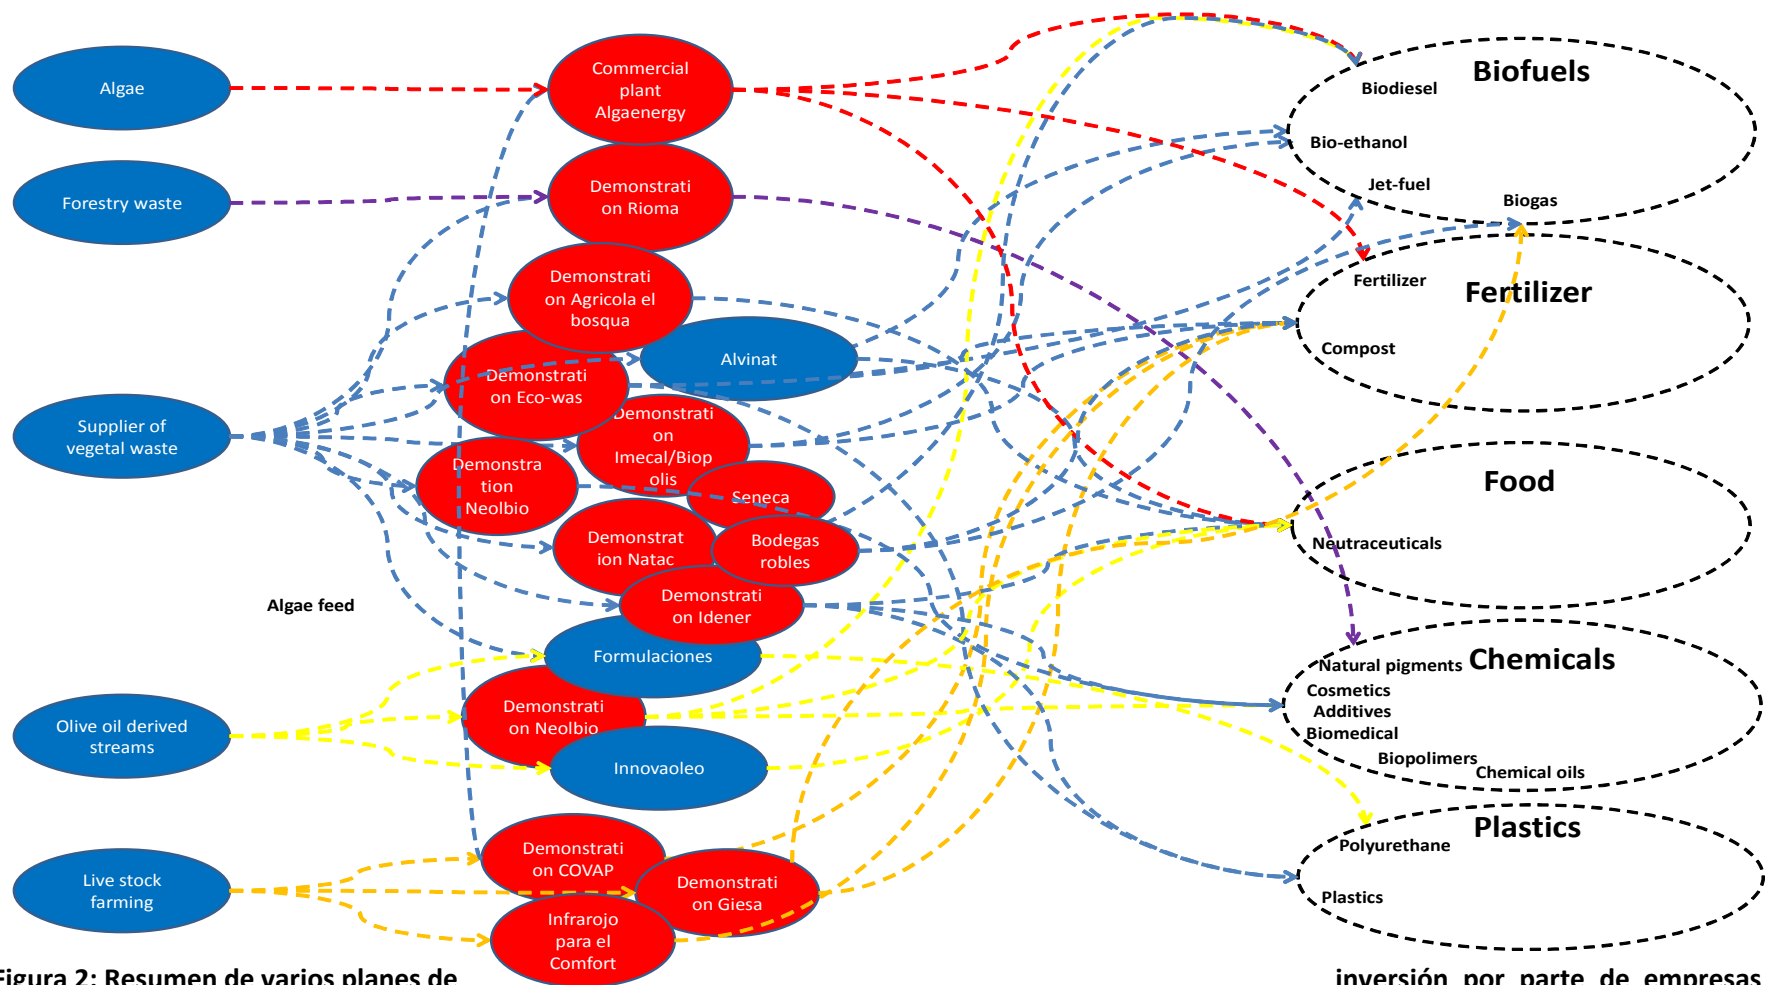 Algae
Forestry waste
Supplier of
vegetal waste
Algae feed
Olive oil derived
streams
Live stock
farming
Commercial
plant
Algaenergy
Demonstrati
on Rioma
Demonstrati
on Agricola el
bosqua
Alvinat
Demonstrati
on Eco-was
Demonstrati
on
Imecal/Biop
olis
Demonstra
tion
Neolbio
Seneca
Demonstrat
ion Natac
Bodegas
robles
Demonstrati
on Idener
Formulaciones
Demonstrati
on Neolbio
Innovaoleo
Demonstrati
on COVAP
Demonstrati
on Giesa
Infrarojo
para el
Comfort
Biofuels
Biodiesel
Bio-ethanol
Jet-fuel
Biogas
Fertilizer
Fertilizer
Compost
Food
Neutraceuticals
Chemicals
Natural pigments
Cosmetics
Additives
Biomedical
Biopolimers
Chemical oils
Plastics
Polyurethane
Plastics
Figura 2: Resumen de varios planes de
inversión por parte de empresas